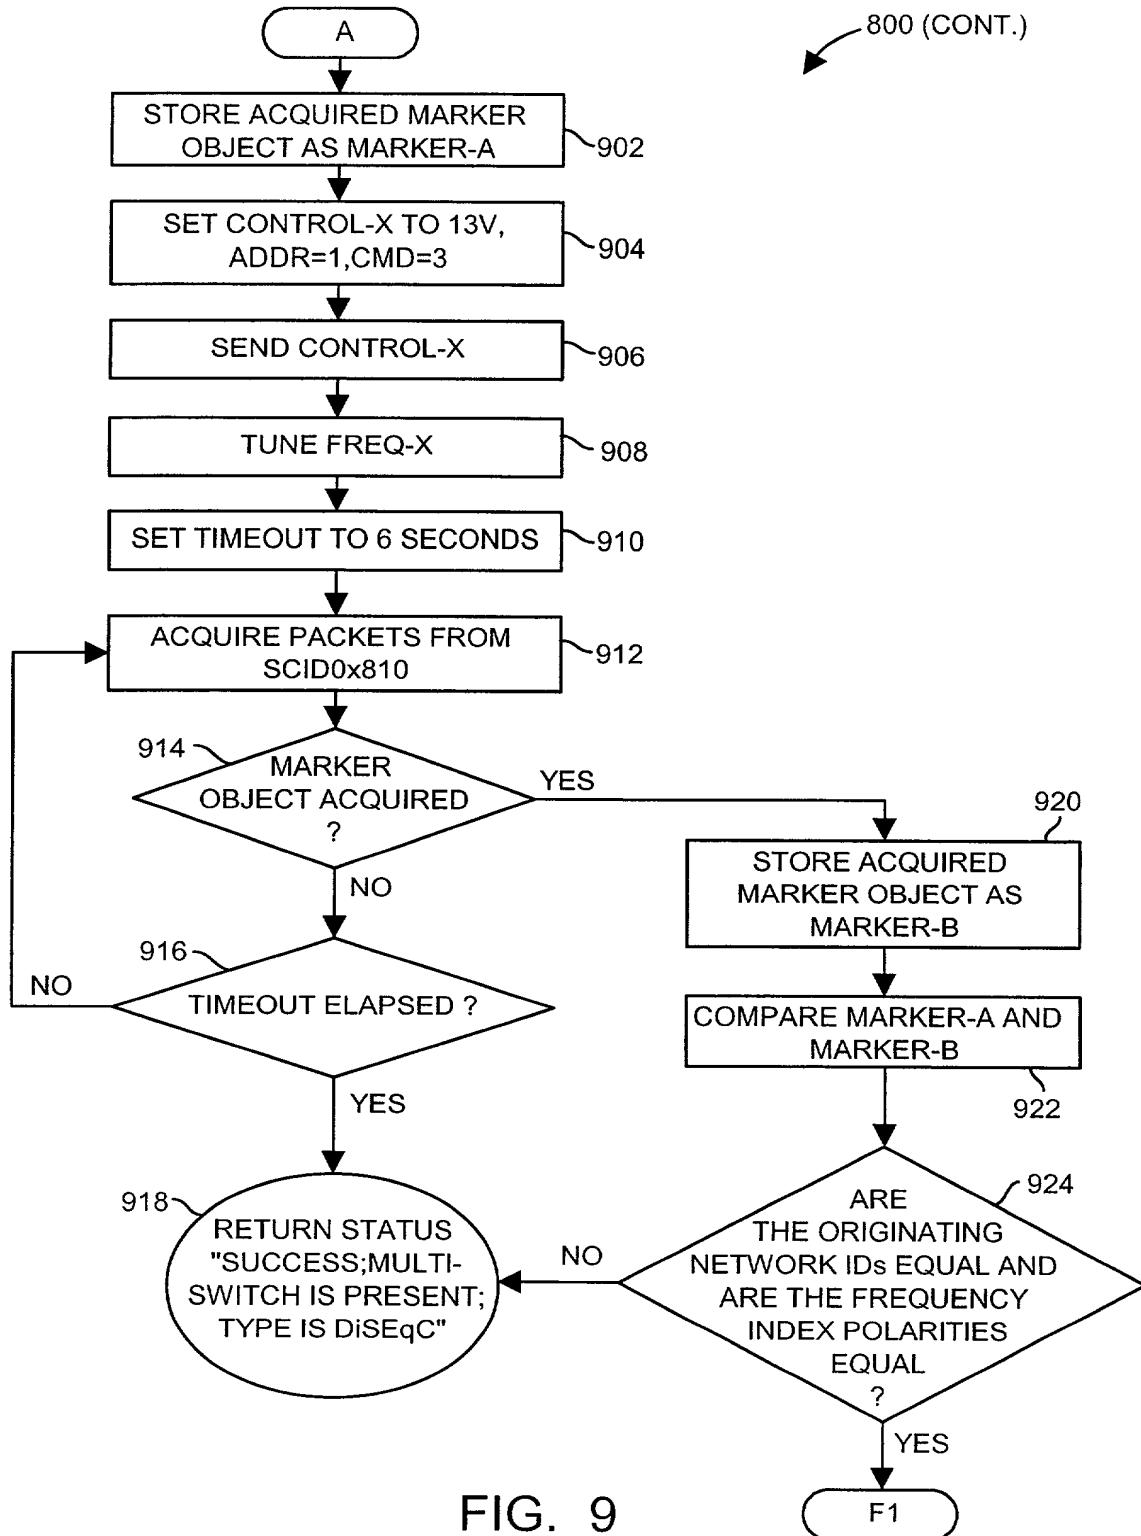 A
800 (CONT.)
STORE ACQUIRED MARKER
OBJECT AS MARKER-A
902
SET CONTROL-X TO 13V,
ADDR=1,CMD=3
904
SEND CONTROL-X
906
TUNE FREQ-X
908
SET TIMEOUT TO 6 SECONDS
910
ACQUIRE PACKETS FROM
SCID0x810
912
914
MARKER
OBJECT ACQUIRED
?
YES
NO
916
TIMEOUT ELAPSED ?
NO
YES
918
RETURN STATUS
"SUCCESS;MULTI-
SWITCH IS PRESENT;
TYPE IS DiSEqC"
920
STORE ACQUIRED
MARKER OBJECT AS
MARKER-B
COMPARE MARKER-A AND
MARKER-B
922
924
ARE
THE ORIGINATING
NETWORK IDs EQUAL AND
ARE THE FREQUENCY
INDEX POLARITIES
EQUAL
?
NO
YES
F1
FIG. 9